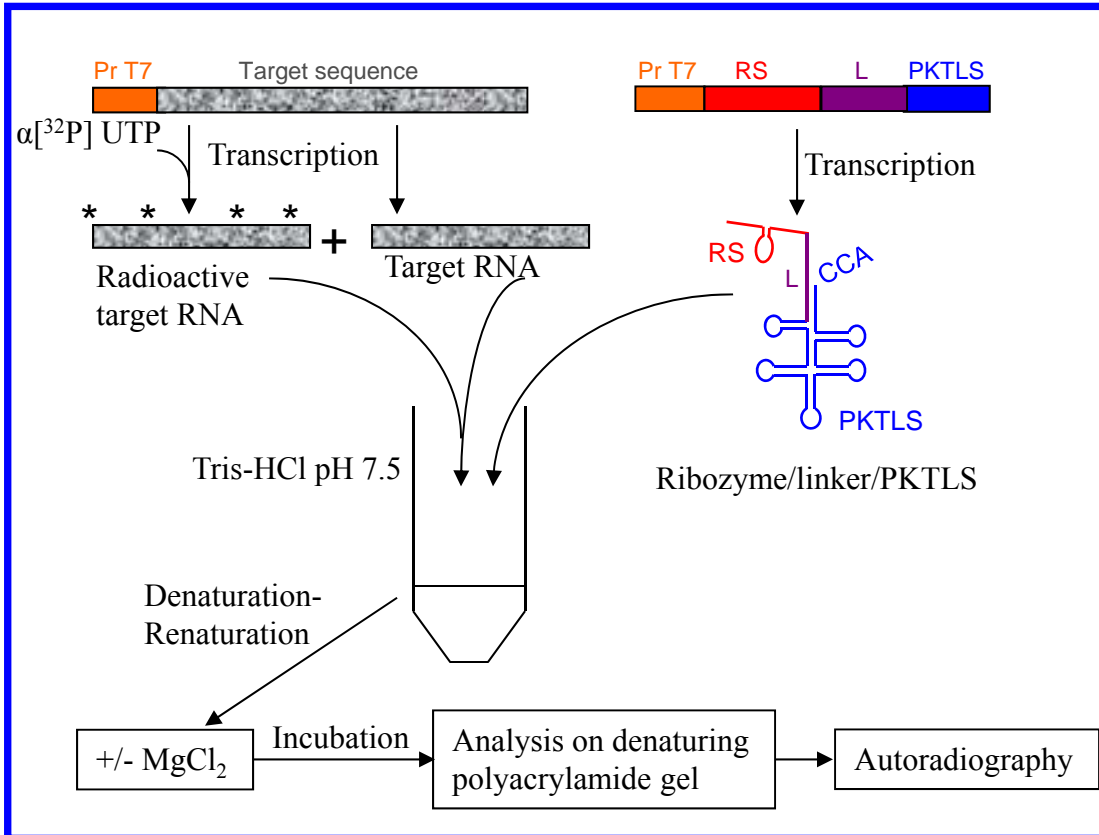 Pr T7
Target sequence
Pr T7
RS
L
PKTLS
α[³²P] UTP
Transcription
Transcription
* * * *
+
RS
L
CCA
Radioactive
target RNA
Target RNA
PKTLS
Tris-HCl pH 7.5
Ribozyme/linker/PKTLS
Denaturation-
Renaturation
+/- MgCl₂
Incubation
Analysis on denaturing
polyacrylamide gel
Autoradiography